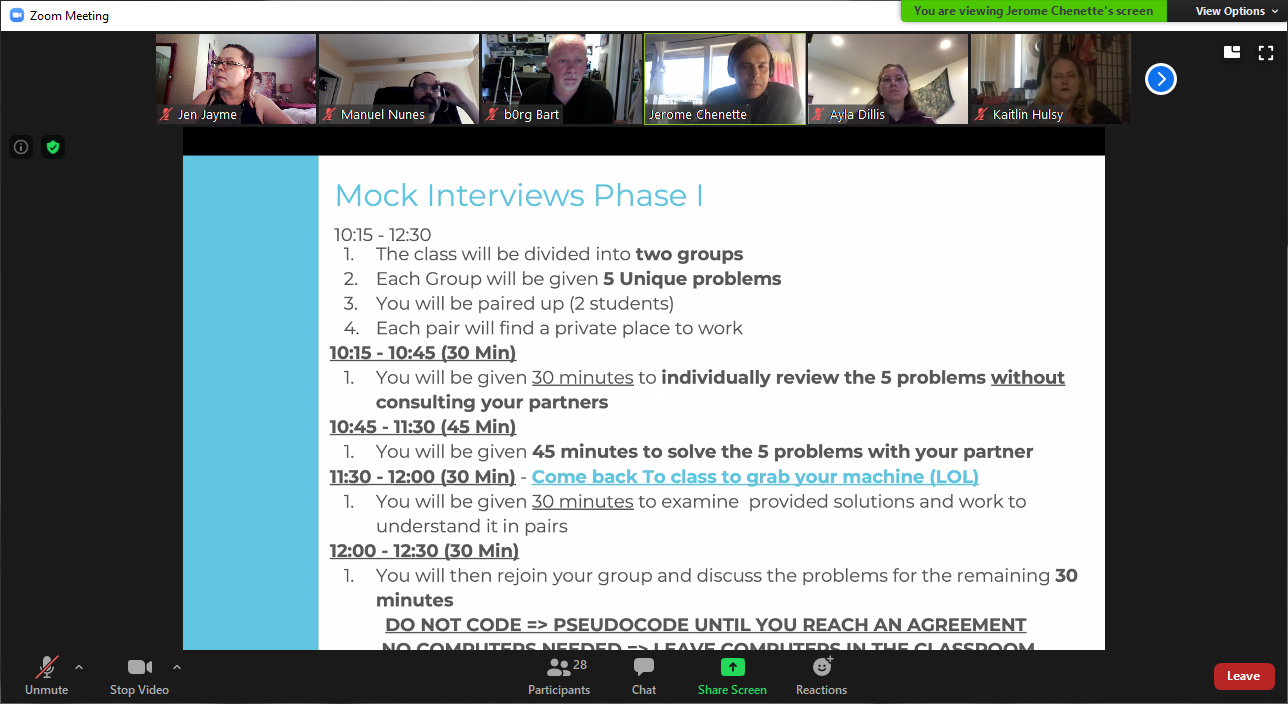 Zoom Meeting
You are viewing Jerome Chenette's screen
View Options
Jen Jayme
Manuel Nunes
b0rg Bart
Jerome Chenette
Ayla Dillis
Kaitlin Hulsy
Mock Interviews Phase I
10:15 - 12:30
1. The class will be divided into two groups
2. Each Group will be given 5 Unique problems
3. You will be paired up (2 students)
4. Each pair will find a private place to work
10:15 - 10:45 (30 Min)
1. You will be given 30 minutes to individually review the 5 problems without
consulting your partners
10:45 - 11:30 (45 Min)
1. You will be given 45 minutes to solve the 5 problems with your partner
11:30 - 12:00 (30 Min) - Come back To class to grab your machine (LOL)
1. You will be given 30 minutes to examine provided solutions and work to
understand it in pairs
12:00 - 12:30 (30 Min)
1. You will then rejoin your group and discuss the problems for the remaining 30
minutes
DO NOT CODE => PSEUDOCODE UNTIL YOU REACH AN AGREEMENT
NO COMPUTERS NEEDED => LEAVE COMPUTERS IN THE CLASSROOM
Unmute
Stop Video
28
Participants
Chat
Share Screen
Reactions
Leave